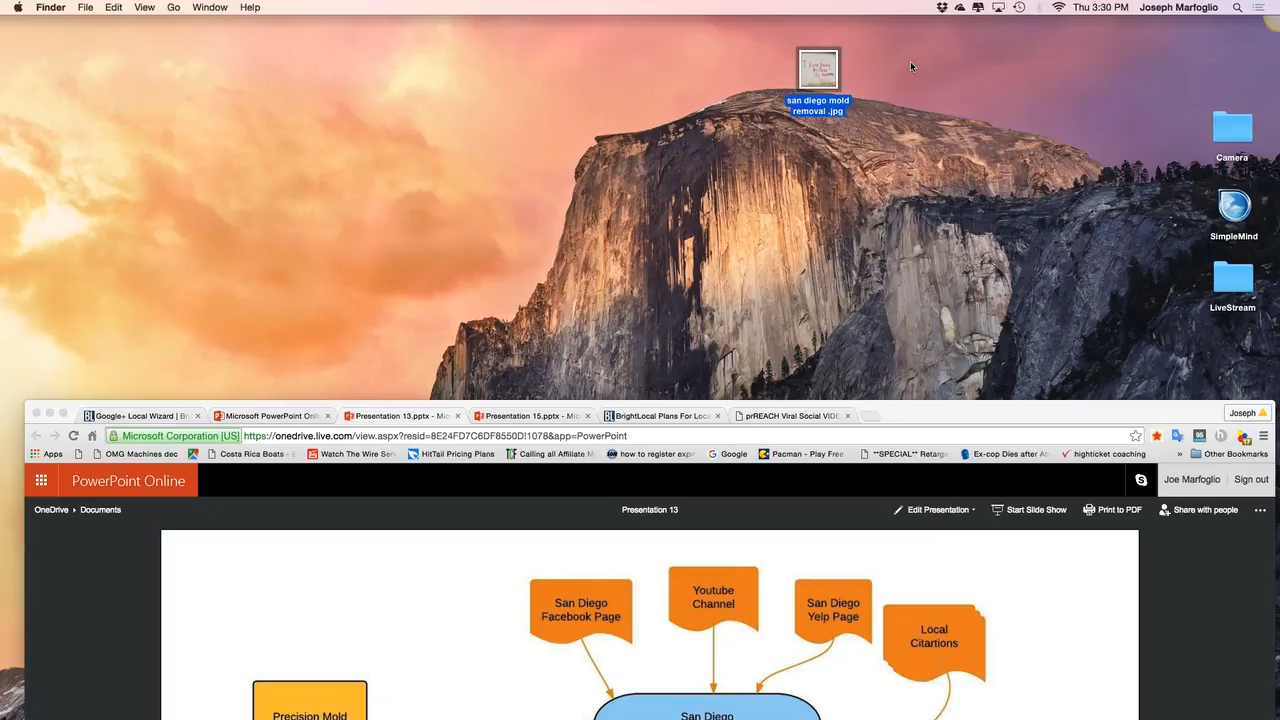 Finder File Edit View Go Window Help Thu 3:30 PM Joseph Marfoglio
san diego mold
removal .jpg
Camera
SimpleMind
LiveStream
Google+ Local Wizard | Br Microsoft PowerPoint Onli Presentation 13.pptx - Mic Presentation 15.pptx - Mic BrightLocal Plans For Loca prREACH Viral Social VIDE Joseph
Microsoft Corporation [US] https://onedrive.live.com/view.aspx?resid=8E24FD7C6DF8550D!1078&app=PowerPoint
Apps OMG Machines dec Costa Rica Boats - E Watch The Wire Seri HitTail Pricing Plans Calling all Affiliate M how to register expi Google Pacman - Play Free **SPECIAL** Retarge Ex-cop Dies after A highticket coaching » Other Bookmarks
PowerPoint Online Joe Marfoglio Sign out
OneDrive Documents Presentation 13 Edit Presentation Start Slide Show Print to PDF Share with people
San Diego
Facebook Page
Youtube
Channel
San Diego
Yelp Page
Local
Citartions
Precision Mold
San Diego